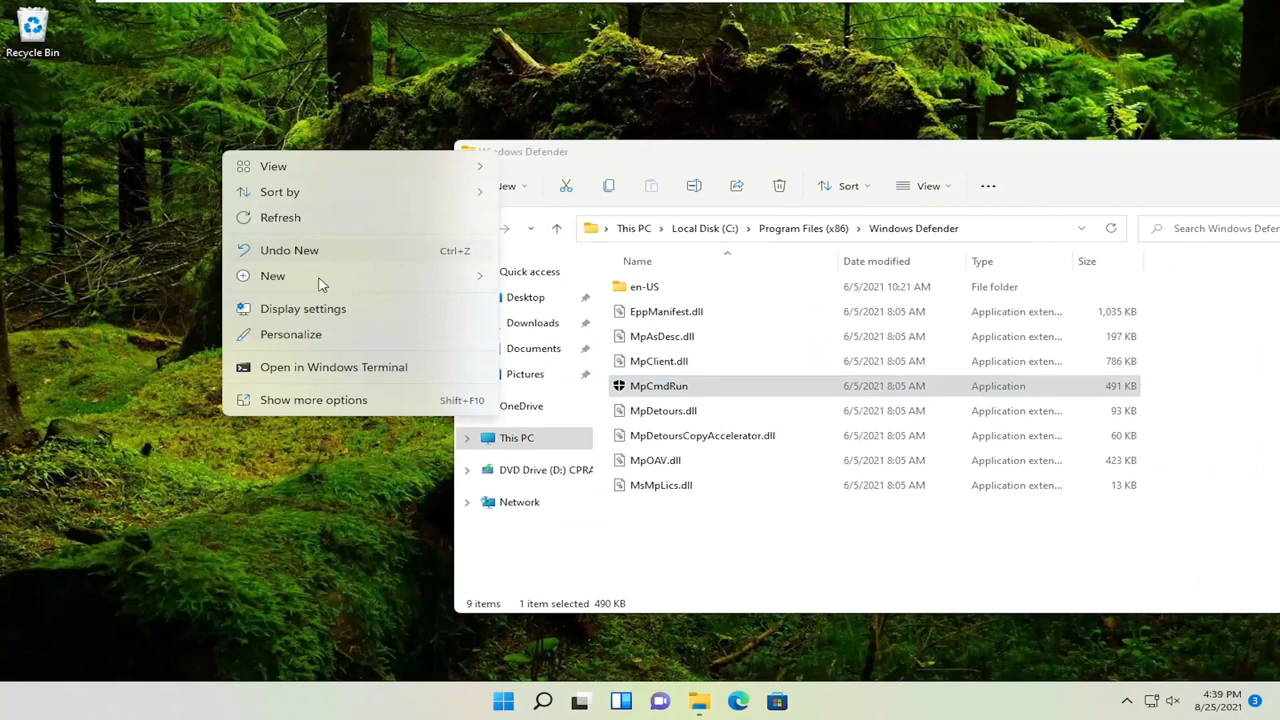 Recycle Bin
View
Sort by
Refresh
Undo New Ctrl+Z
New
Display settings
Personalize
Open in Windows Terminal
Show more options Shift+F10
Windows Defender
New
Sort
View
This PC Local Disk (C:) Program Files (x86) Windows Defender
Search Windows
Quick access
Desktop
Downloads
Documents
Pictures
OneDrive
This PC
DVD Drive (D:) CPRA
Network
Name Date modified Type Size
en-US 6/5/2021 10:21 AM File folder
EppManifest.dll 6/5/2021 8:05 AM Application exten... 1,035 KB
MpAsDesc.dll 6/5/2021 8:05 AM Application exten... 197 KB
MpClient.dll 6/5/2021 8:05 AM Application exten... 786 KB
MpCmdRun 6/5/2021 8:05 AM Application 491 KB
MpDetours.dll 6/5/2021 8:05 AM Application exten... 93 KB
MpDetoursCopyAccelerator.dll 6/5/2021 8:05 AM Application exten... 60 KB
MpOAV.dll 6/5/2021 8:05 AM Application exten... 423 KB
MsMpLics.dll 6/5/2021 8:05 AM Application exten... 13 KB
9 items 1 item selected 490 KB
4:39 PM
8/25/2021
3